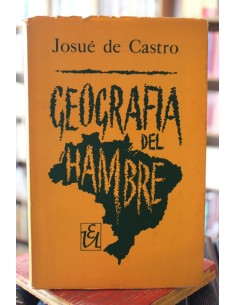 Josué de Castro
GEOGRAFIA
DEL
HAMBRE